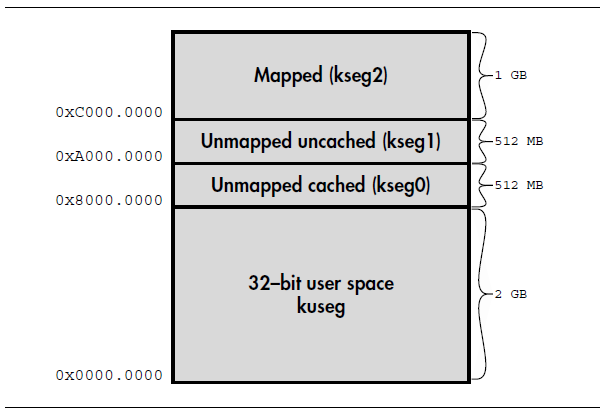 Mapped (kseg2)
1 GB
0xC000.0000
Unmapped uncached (kseg1)
512 MB
0xA000.0000
Unmapped cached (kseg0)
512 MB
0x8000.0000
32–bit user space
kuseg
2 GB
0x0000.0000